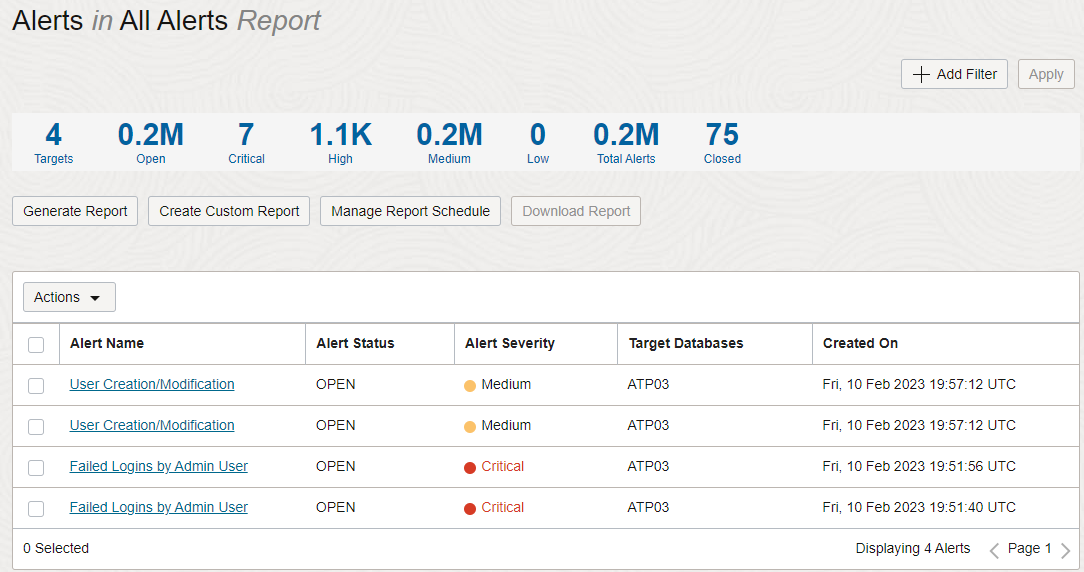 Alerts in All Alerts Report
Add Filter Apply
4 0.2M 7 1.1K 0.2M 0 0.2M 75
Targets Open Critical High Medium Low Total Alerts Closed
Generate Report Create Custom Report Manage Report Schedule Download Report
Actions
Alert Name Alert Status Alert Severity Target Databases Created On
User Creation/Modification OPEN Medium ATP03 Fri, 10 Feb 2023 19:57:12 UTC
User Creation/Modification OPEN Medium ATP03 Fri, 10 Feb 2023 19:57:12 UTC
Failed Logins by Admin User OPEN Critical ATP03 Fri, 10 Feb 2023 19:51:56 UTC
Failed Logins by Admin User OPEN Critical ATP03 Fri, 10 Feb 2023 19:51:40 UTC
0 Selected Displaying 4 Alerts Page 1